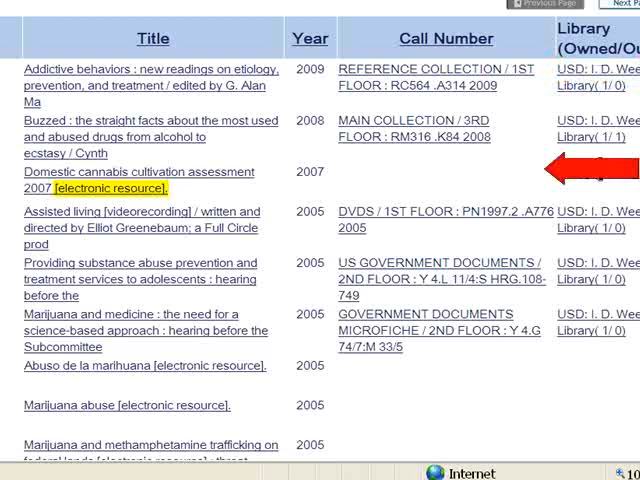 Previous Page Next Pa
Library
Title Year Call Number (Owned/Ou
Addictive behaviors : new readings on etiology, 2009 REFERENCE COLLECTION / 1ST USD: I. D. Wee
prevention, and treatment / edited by G. Alan FLOOR : RC564 .A314 2009 Library( 1/ 0)
Ma
Buzzed : the straight facts about the most used 2008 MAIN COLLECTION / 3RD USD: I. D. Wee
and abused drugs from alcohol to FLOOR : RM316 .K84 2008 Library( 1/ 1)
ecstasy / Cynth
Domestic cannabis cultivation assessment 2007
2007 [electronic resource].
Assisted living [videorecording] / written and 2005 DVDS / 1ST FLOOR : PN1997.2 .A776 USD: I. D. Wee
directed by Elliot Greenebaum; a Full Circle 2005 Library( 1/ 0)
prod
Providing substance abuse prevention and 2005 US GOVERNMENT DOCUMENTS / USD: I. D. Wee
treatment services to adolescents : hearing 2ND FLOOR : Y 4.L 11/4:S HRG.108- Library( 1/ 0)
before the 749
Marijuana and medicine : the need for a 2005 GOVERNMENT DOCUMENTS USD: I. D. Wee
science-based approach : hearing before the MICROFICHE / 2ND FLOOR : Y 4.G Library( 1/ 0)
Subcommittee 74/7:M 33/5
Abuso de la marihuana [electronic resource]. 2005
Marijuana abuse [electronic resource]. 2005
Marijuana and methamphetamine trafficking on 2005
federal lands [electronic resource] : threat
Internet 10